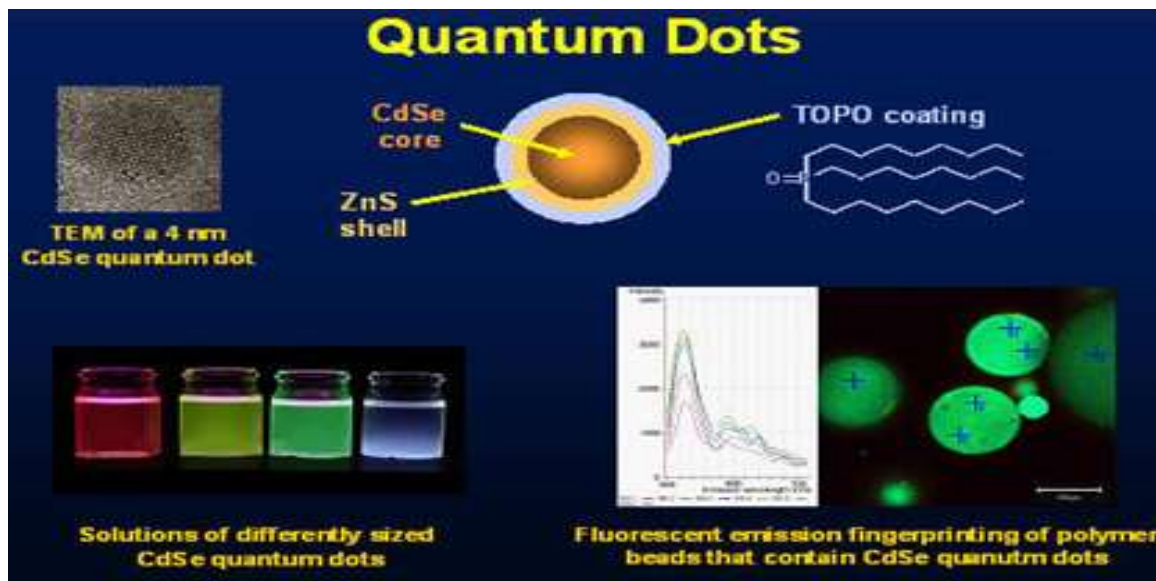 Quantum Dots
CdSe
core
TOPO coating
O
ZnS
shell
TEM of a 4 nm
CdSe quantum dot
Solutions of differently sized
CdSe quantum dots
Fluorescent emission fingerprinting of polymer
beads that contain CdSe quanutm dots